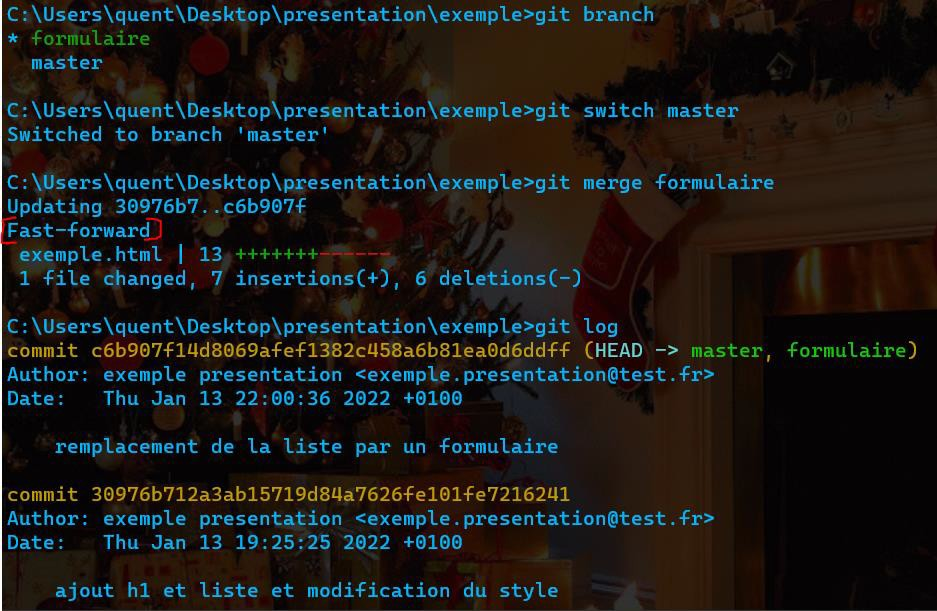 C:\Users\quent\Desktop\presentation\exemple>git branch
* formulaire
  master
C:\Users\quent\Desktop\presentation\exemple>git switch master
Switched to branch 'master'
C:\Users\quent\Desktop\presentation\exemple>git merge formulaire
Updating 30976b7..c6b907f
Fast-forward
 exemple.html | 13 +++++++------
 1 file changed, 7 insertions(+), 6 deletions(-)
C:\Users\quent\Desktop\presentation\exemple>git log
commit c6b907f14d8069afef1382c458a6b81ea0d6ddff (HEAD -> master, formulaire)
Author: exemple presentation <exemple.presentation@test.fr>
Date:   Thu Jan 13 22:00:36 2022 +0100
    remplacement de la liste par un formulaire
commit 30976b712a3ab15719d84a7626fe101fe7216241
Author: exemple presentation <exemple.presentation@test.fr>
Date:   Thu Jan 13 19:25:25 2022 +0100
    ajout h1 et liste et modification du style